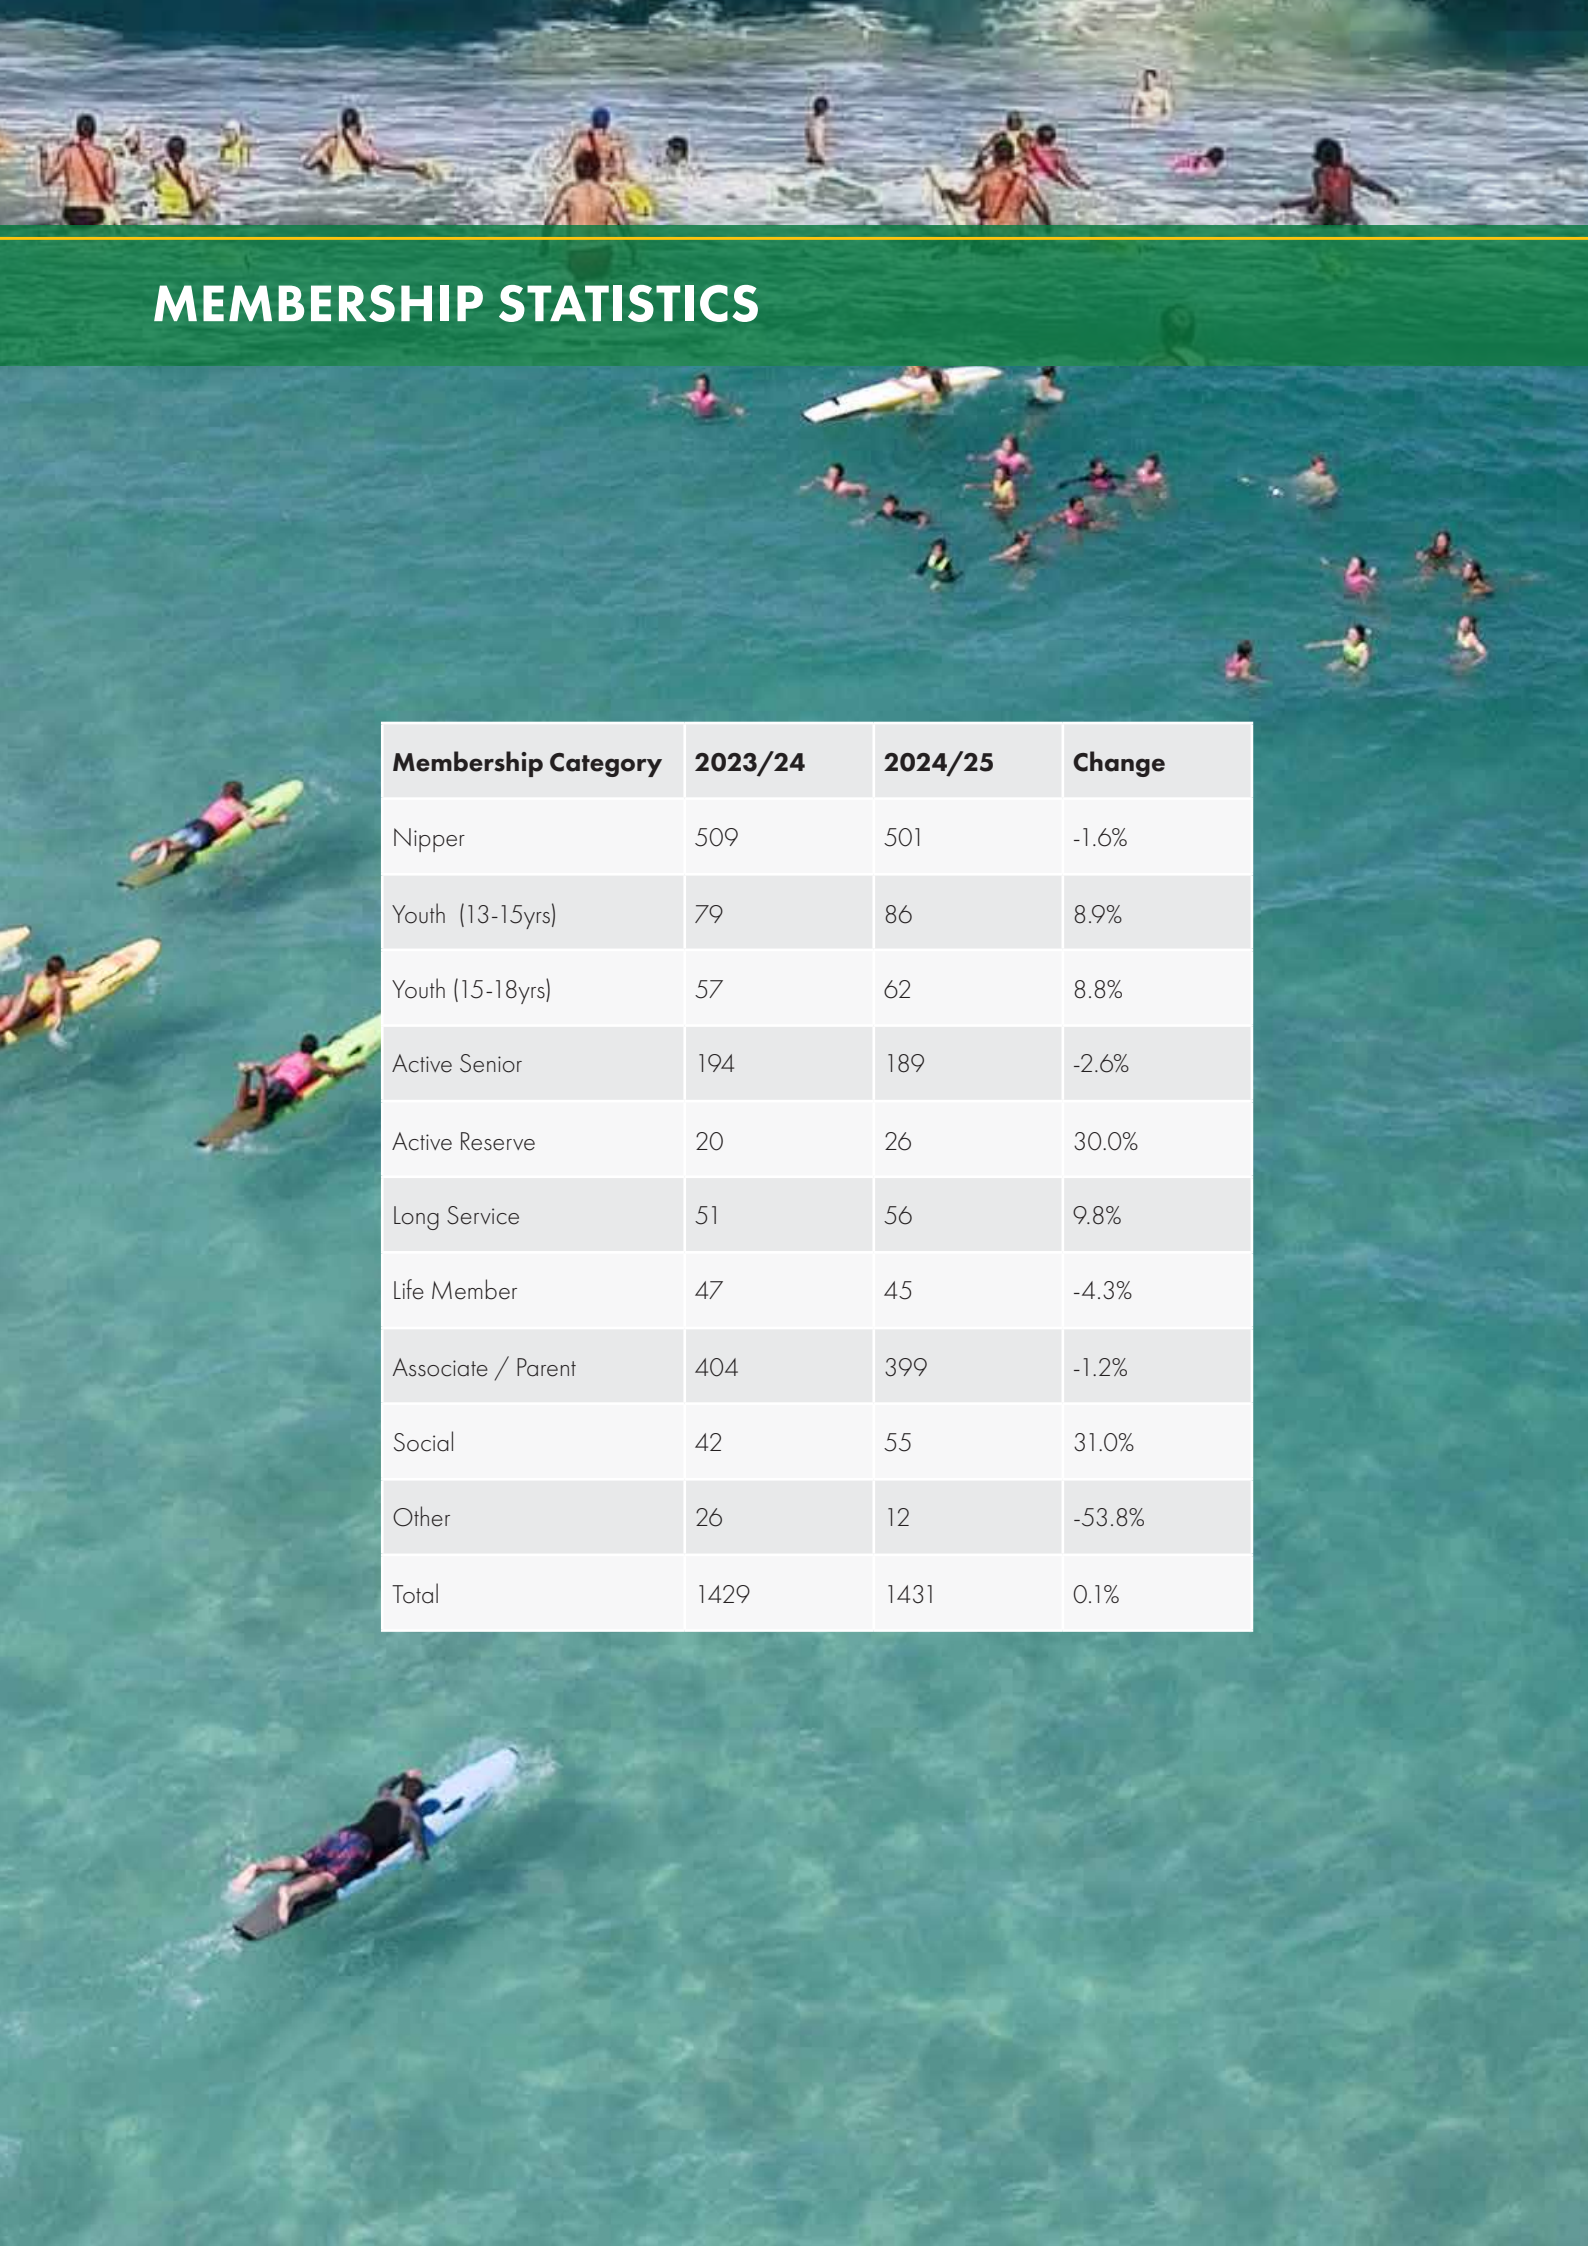 MEMBERSHIP STATISTICS
Membership Category 2023/24 2024/25 Change
Nipper 509 501 -1.6%
Youth (13-15yrs) 79 86 8.9%
Youth (15-18yrs) 57 62 8.8%
Active Senior 194 189 -2.6%
Active Reserve 20 26 30.0%
Long Service 51 56 9.8%
Life Member 47 45 -4.3%
Associate / Parent 404 399 -1.2%
Social 42 55 31.0%
Other 26 12 -53.8%
Total 1429 1431 0.1%